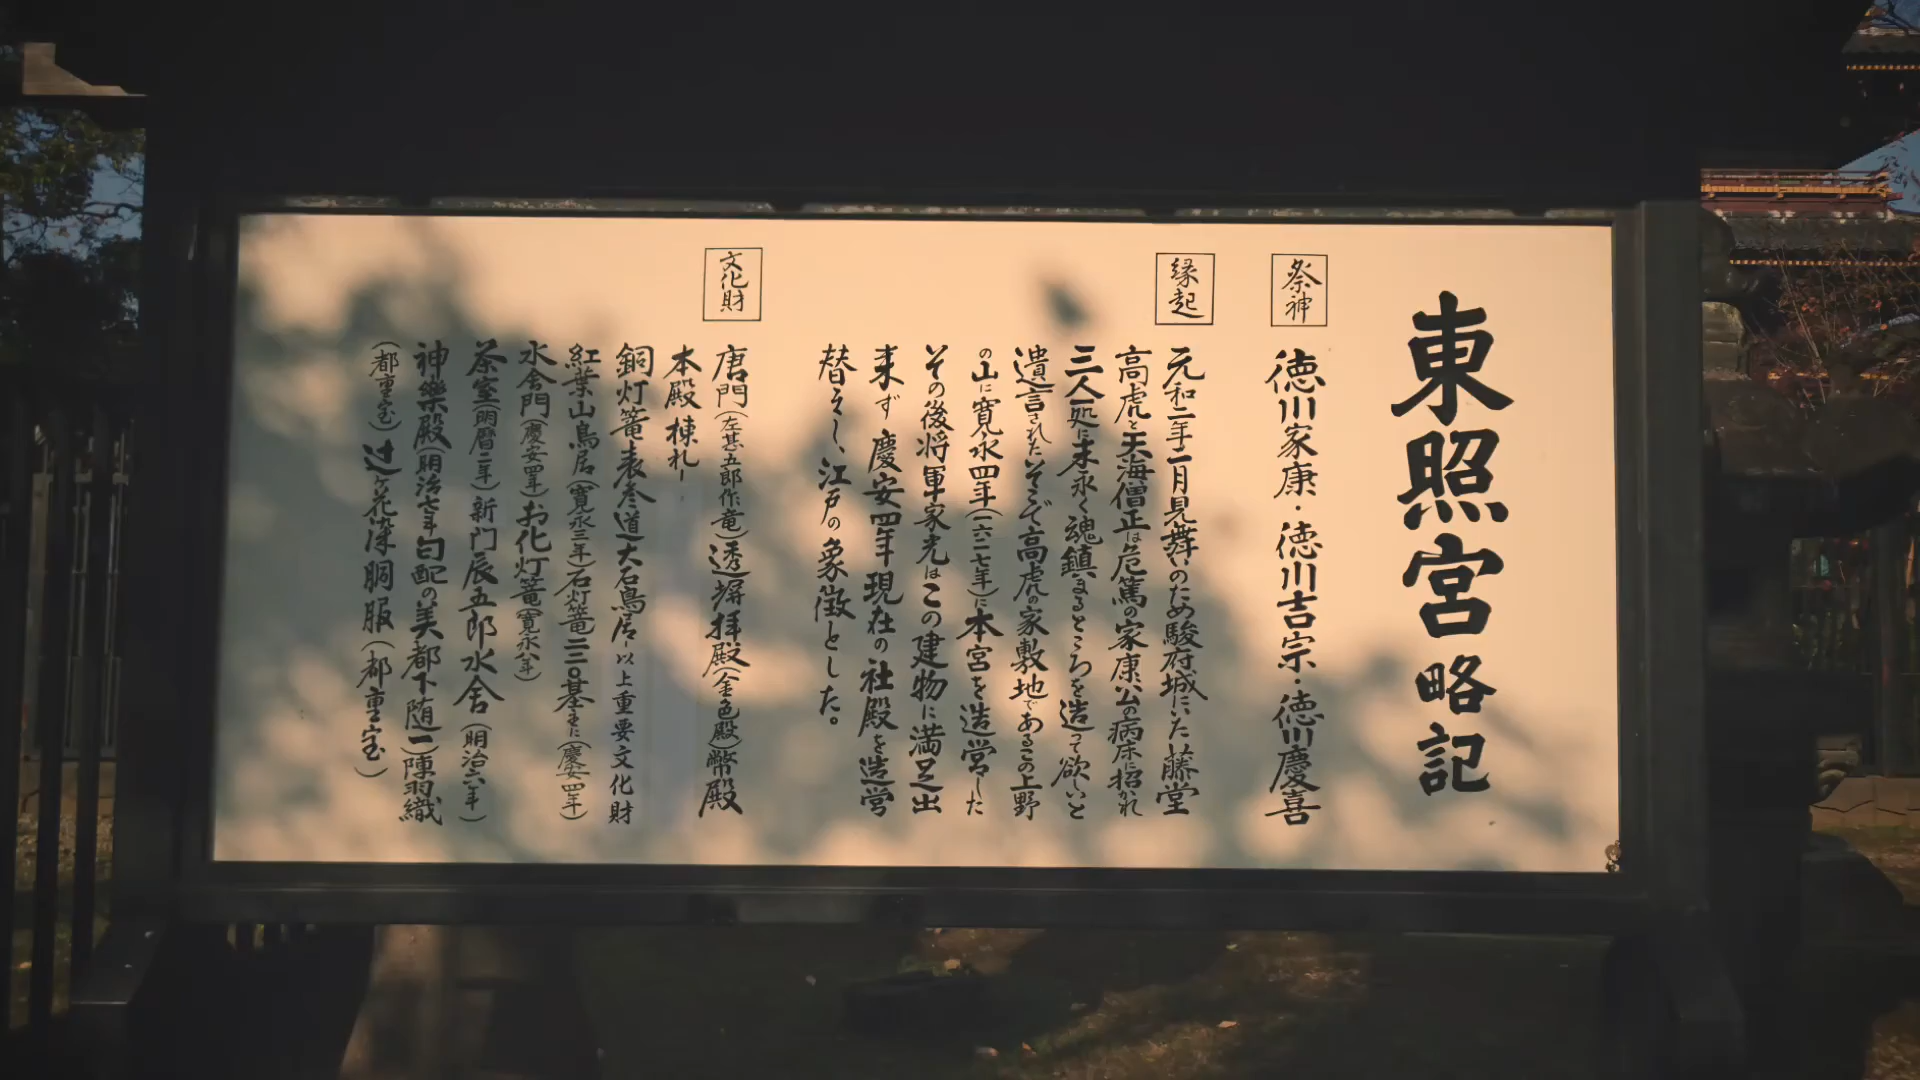 東照宮略記
祭神
徳川家康・徳川吉宗・徳川慶喜
縁起
元和二年二月見舞いのため駿府城にいた藤堂
高虎と天海僧正は危篤の家康公の病床に招かれ
三人一処に末永く魂鎮まるところを造って欲しいと
遺言されたそこで高虎の家敷地であるこの上野
の山に寛永四年(一六二七年)に本宮を造営した
その後将軍家光はこの建物に満足出
来ず 慶安四年現在の社殿を造営
替えし、江戸の象徴とした。
文化財
唐門(左甚五郎作竜)透塀拝殿(金色殿)幣殿
本殿棟札
銅灯篭表参道大石鳥居以上重要文化財
紅葉山鳥居(寛永三年)石灯篭二二〇基(慶安四年)
水舎門(慶安四年)お化灯篭(寛永八年)
茶室(明暦二年)新門辰五郎水舎(明治六年)
神樂殿(明治七年勾配の美都下随一)陣羽織
(都重宝)辻ヶ花染胴服(都重宝)